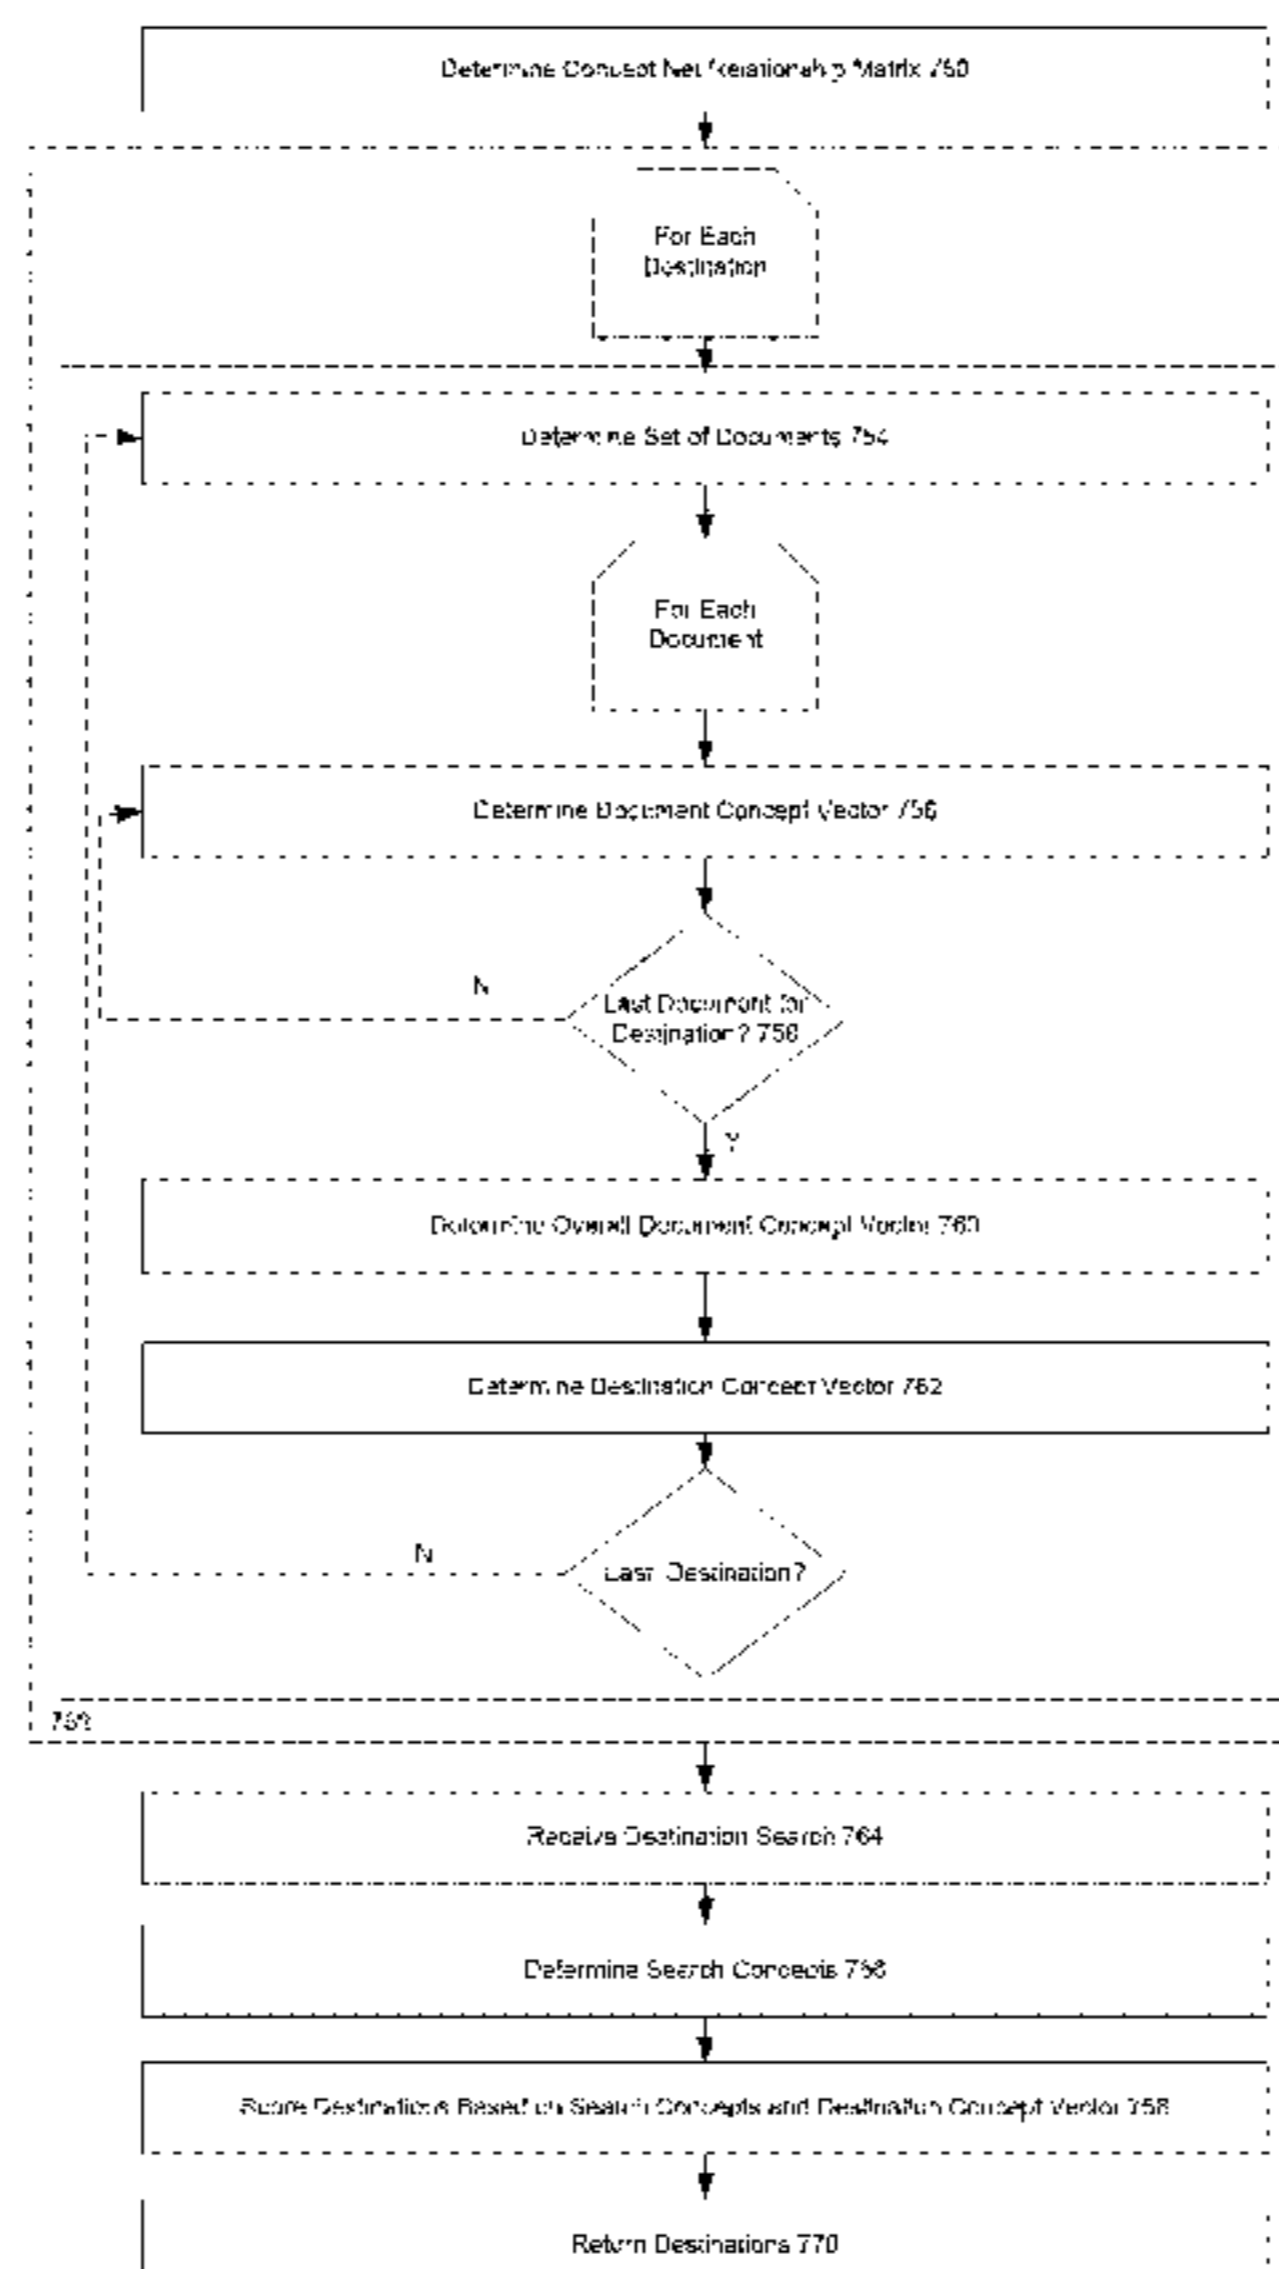 Determine Concept Net/Relationship Matrix 750
For Each
Destination
Determine Set of Documents 754
For Each
Document
Determine Document Concept Vector 756
N
Last Document for
Destination? 758
Y
Determine Overall Document Concept Vector 760
Determine Destination Concept Vector 762
N
Last Destination?
Receive Destination Search 764
Determine Search Concepts
Score Destinations Based on Search Concepts and Destination Concept Vector
Return Destinations 770